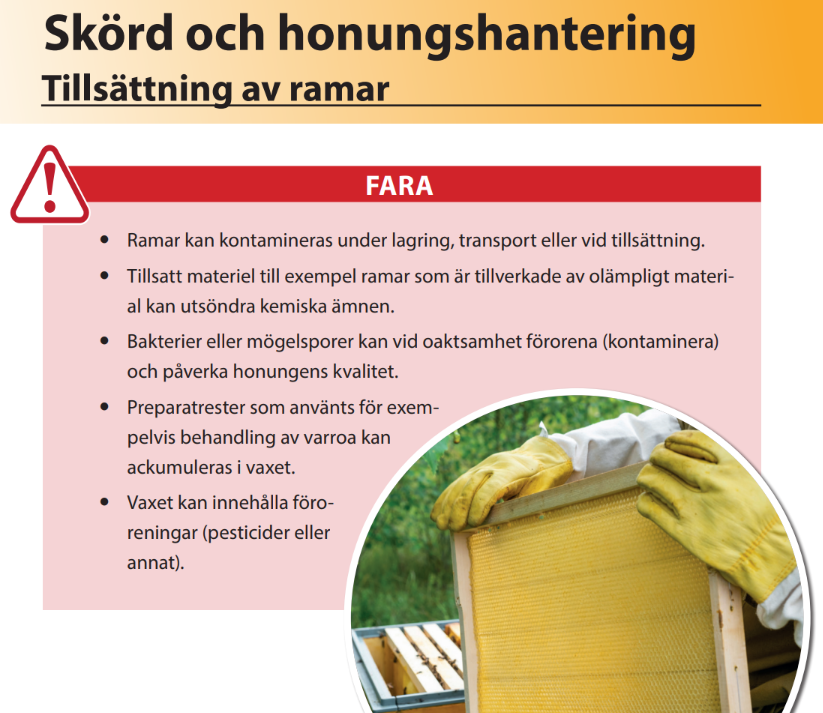 Skörd och honungshantering
Tillsättning av ramar
FARA
• Ramar kan kontamineras under lagring, transport eller vid tillsättning.
• Tillsatt materiel till exempel ramar som är tillverkade av olämpligt materi-
al kan utsöndra kemiska ämnen.
• Bakterier eller mögelsporer kan vid oaktsamhet förorena (kontaminera)
och påverka honungens kvalitet.
• Preparatrester som använts för exem-
pelvis behandling av varroa kan
ackumuleras i vaxet.
• Vaxet kan innehålla föro-
reningar (pesticider eller
annat).